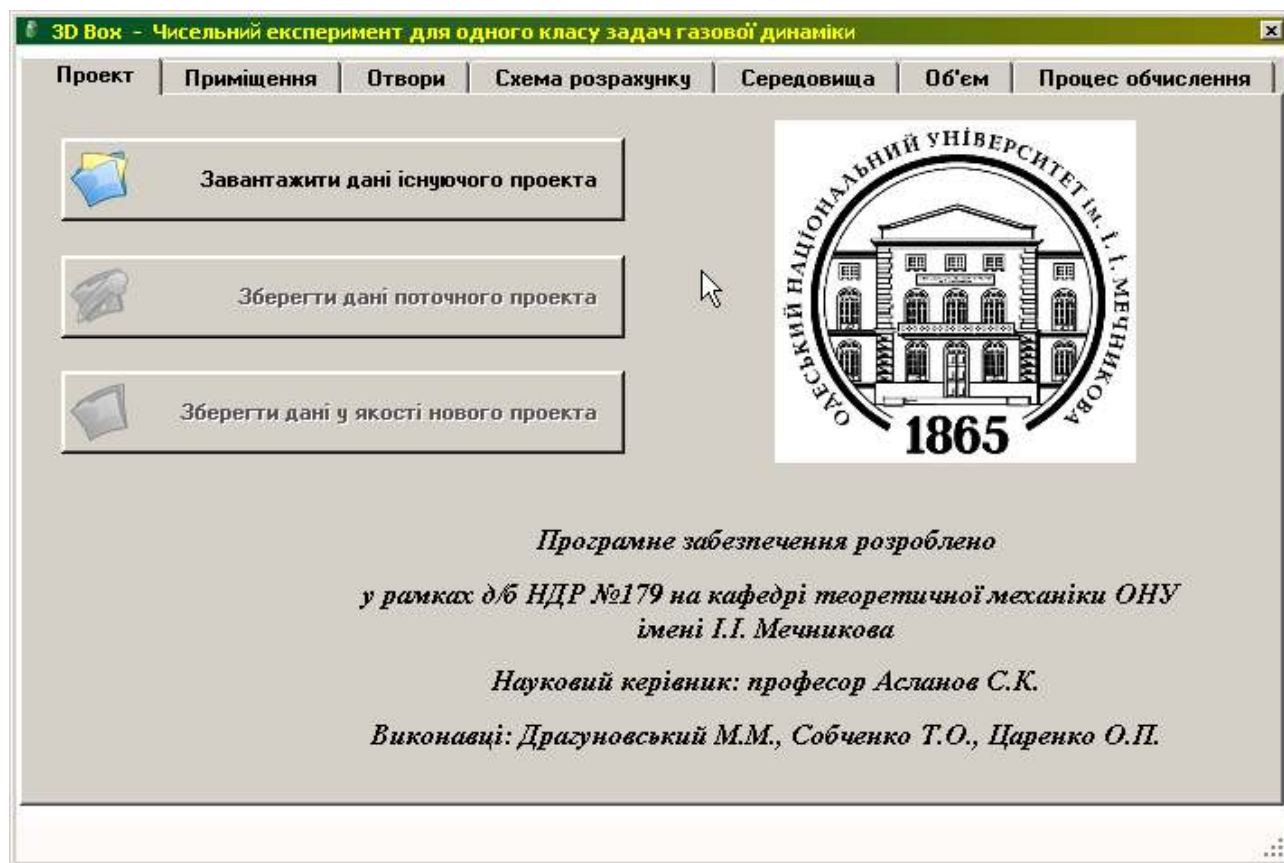 3D Box - Чисельний експеримент для одного класу задач газової динаміки
Проект Приміщення Отвори Схема розрахунку Середовища Об'єм Процес обчислення
Завантажити дані існуючого проекта
Зберегти дані поточного проекта
Зберегти дані у якості нового проекта
ОДЕСЬКИЙ НАЦІОНАЛЬНИЙ УНІВЕРСИТЕТ ІМ. І. І. МЕЧНИКОВА
1865
Програмне забезпечення розроблено
у рамках д/б НДР №179 на кафедрі теоретичної механіки ОНУ
імені І.І. Мечникова
Науковий керівник: професор Асланов С.К.
Виконавці: Драгуновський М.М., Собченко Т.О., Царенко О.П.